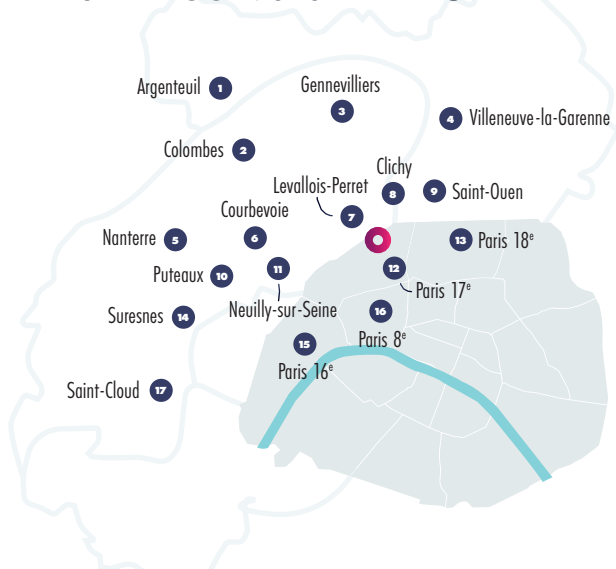 Argenteuil 1
Gennevilliers
3
4 Villeneuve-la-Garenne
Colombes 2
Clichy
8
Levallois-Perret
7
9 Saint-Ouen
Courbevoie
6
Nanterre 5
13 Paris 18e
Puteaux 10
11
Neuilly-sur-Seine
12
Paris 17e
Suresnes 14
16
Paris 8e
15
Paris 16e
Saint-Cloud 17